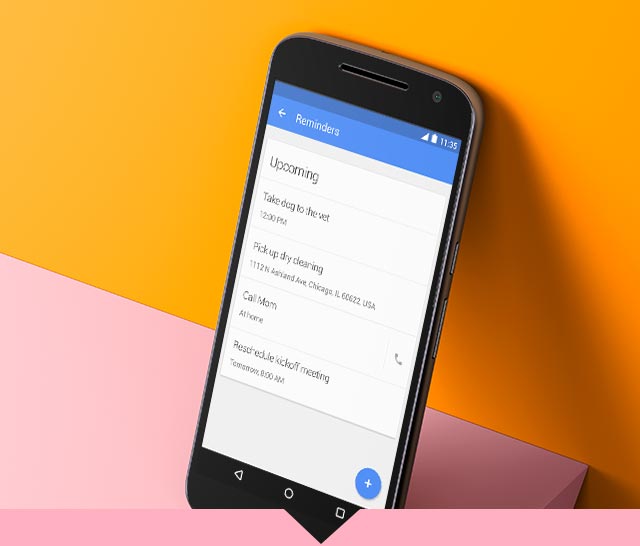 11:35
Reminders
Upcoming
Take dog to the vet
12:00 PM
Pick up dry cleaning
1112 N Ashland Ave, Chicago, IL 60622, USA
Call Mom
At home
Reschedule kickoff meeting
Tomorrow, 8:00 AM